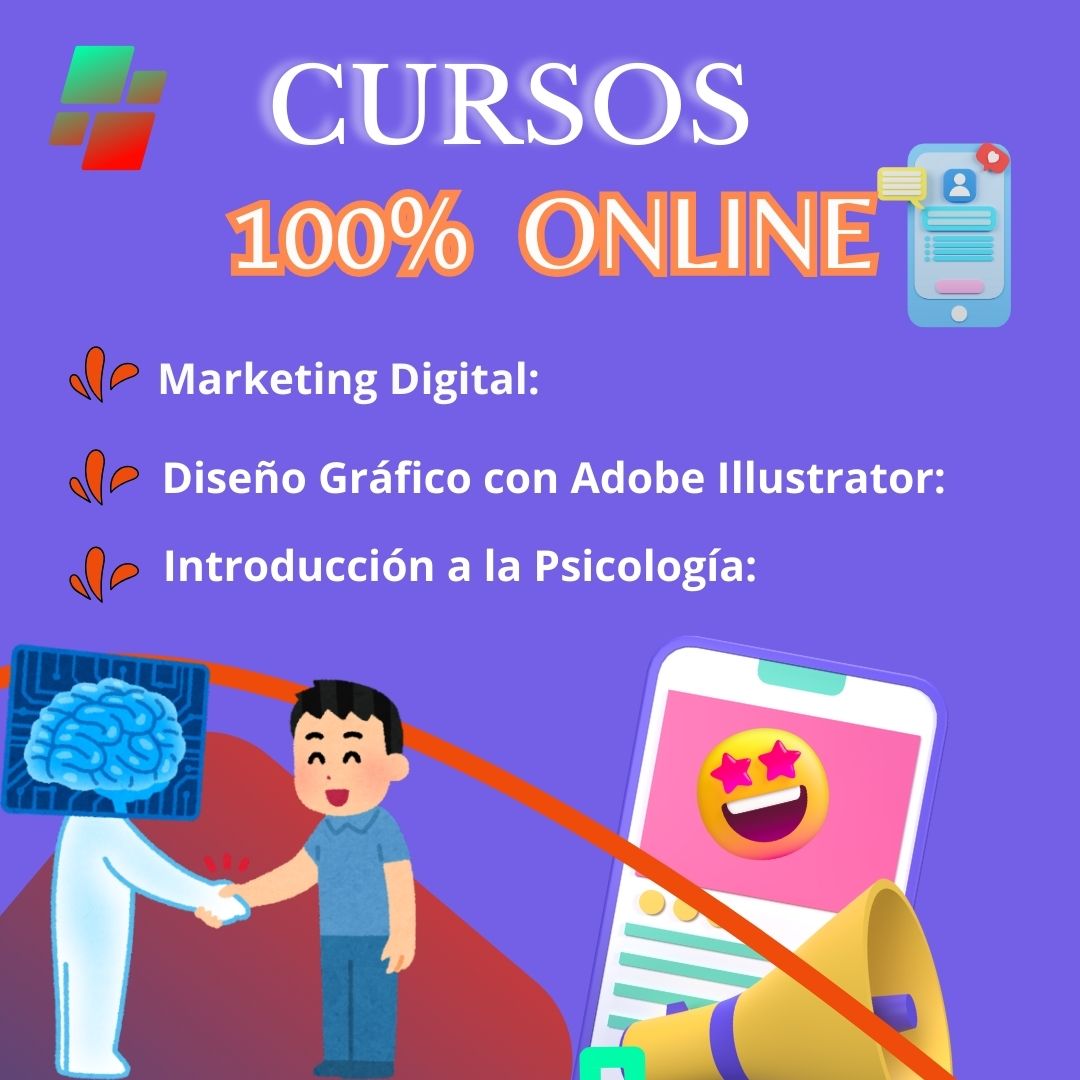 CURSOS
100% ONLINE
Marketing Digital:
Diseño Gráfico con Adobe Illustrator:
Introducción a la Psicología: